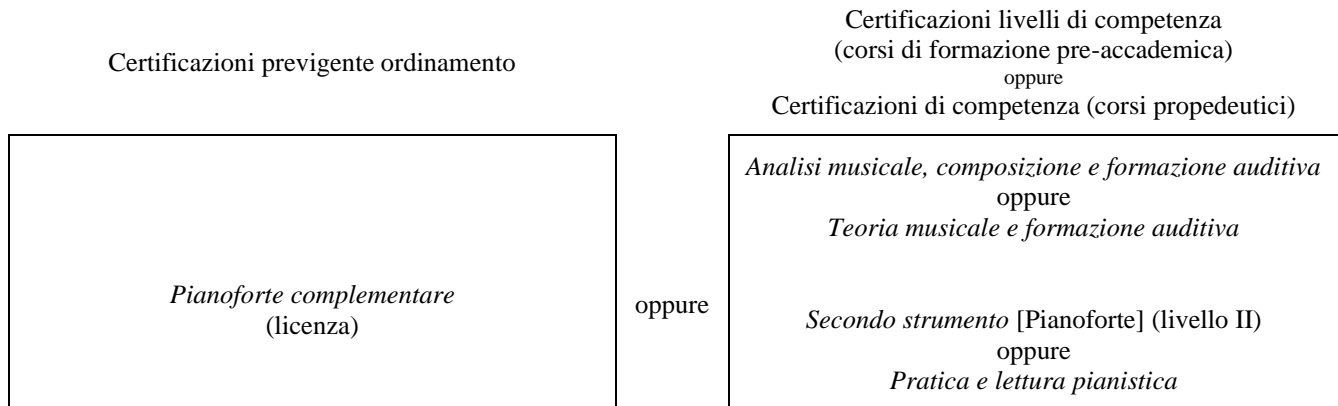 Certificazioni previgente ordinamento
Certificazioni livelli di competenza
(corsi di formazione pre-accademica)
oppure
Certificazioni di competenza (corsi propedeutici)
Pianoforte complementare
(licenza)
oppure
Analisi musicale, composizione e formazione auditiva
oppure
Teoria musicale e formazione auditiva
Secondo strumento [Pianoforte] (livello II)
oppure
Pratica e lettura pianistica